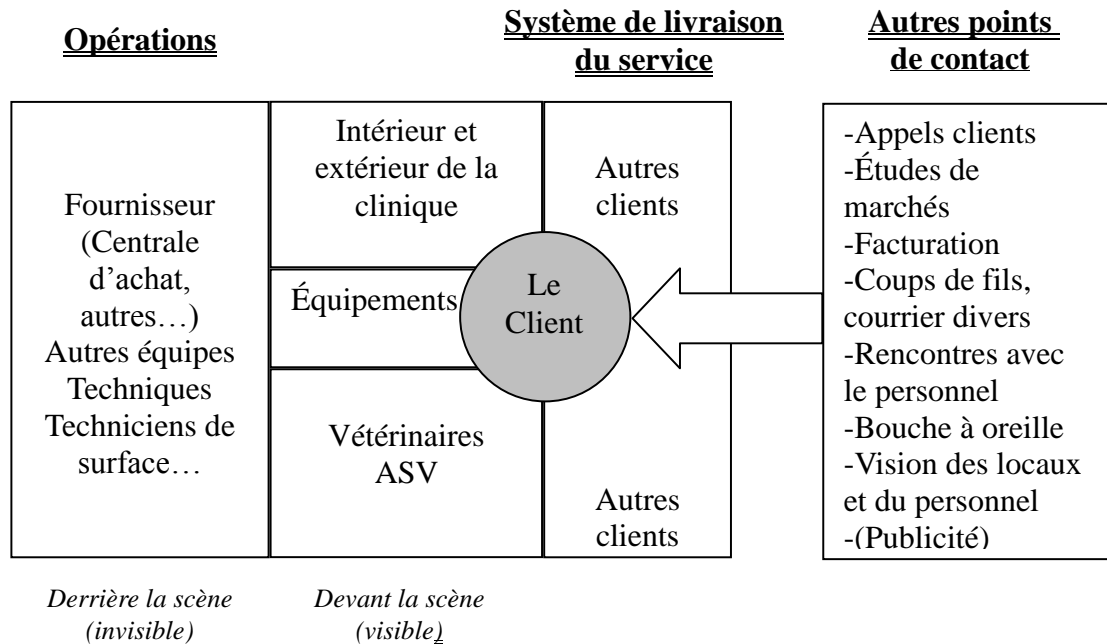 Opérations
Système de livraison
du service
Autres points
de contact
Fournisseur
(Centrale
d’achat,
autres…)
Autres équipes
Techniques
Techniciens de
surface…
Intérieur et
extérieur de la
clinique
Équipements
Vétérinaires
ASV
Autres
clients
Le
Client
Autres
clients
-Appels clients
-Études de
marchés
-Facturation
-Coups de fils,
courrier divers
-Rencontres avec
le personnel
-Bouche à oreille
-Vision des locaux
et du personnel
-(Publicité)
Derrière la scène
(invisible)
Devant la scène
(visible)